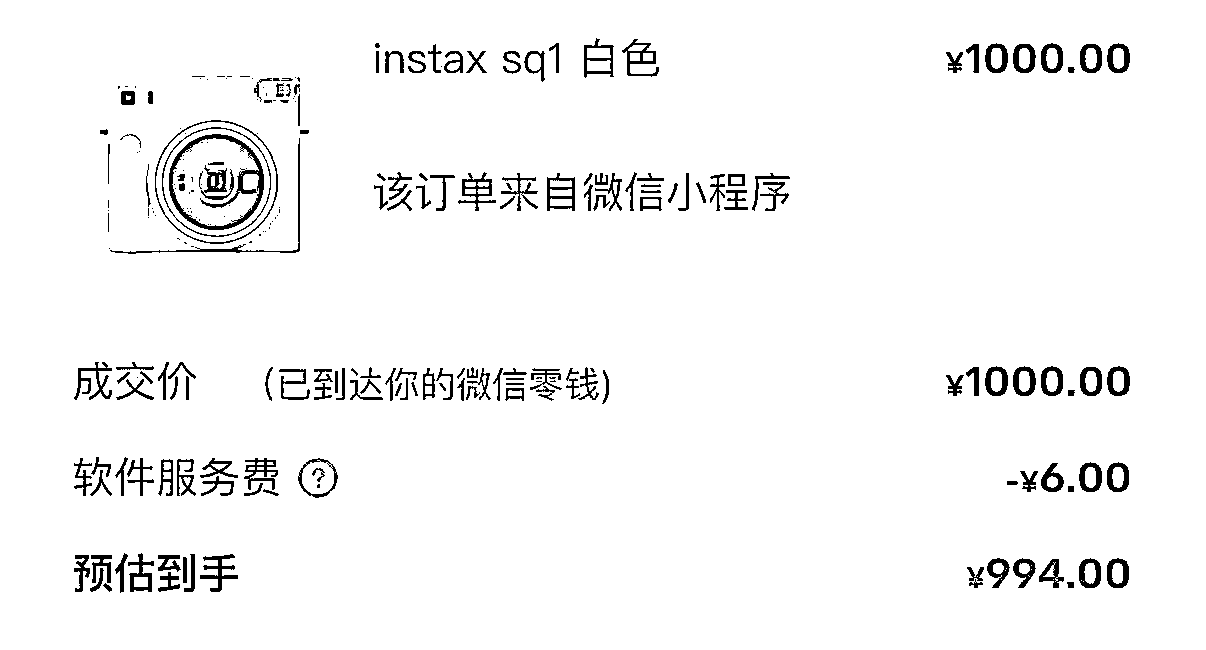 instax sq1 白色 ¥1000.00
该订单来自微信小程序
成交价 (已到达你的微信零钱) ¥1000.00
软件服务费 ? -¥6.00
预估到手 ¥994.00